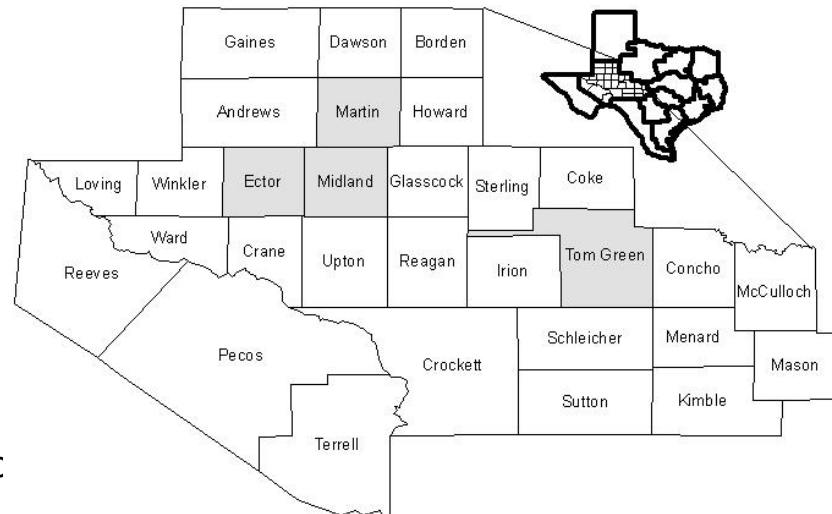 Gaines Dawson Borden
Andrews Martin Howard
Loving Winkler Ector Midland Glasscock Sterling Coke
Reeves Ward Crane Upton Reagan Irion Tom Green Concho McCulloch
Pecos Crockett Schleicher Menard Mason
Terrell Sutton Kimble